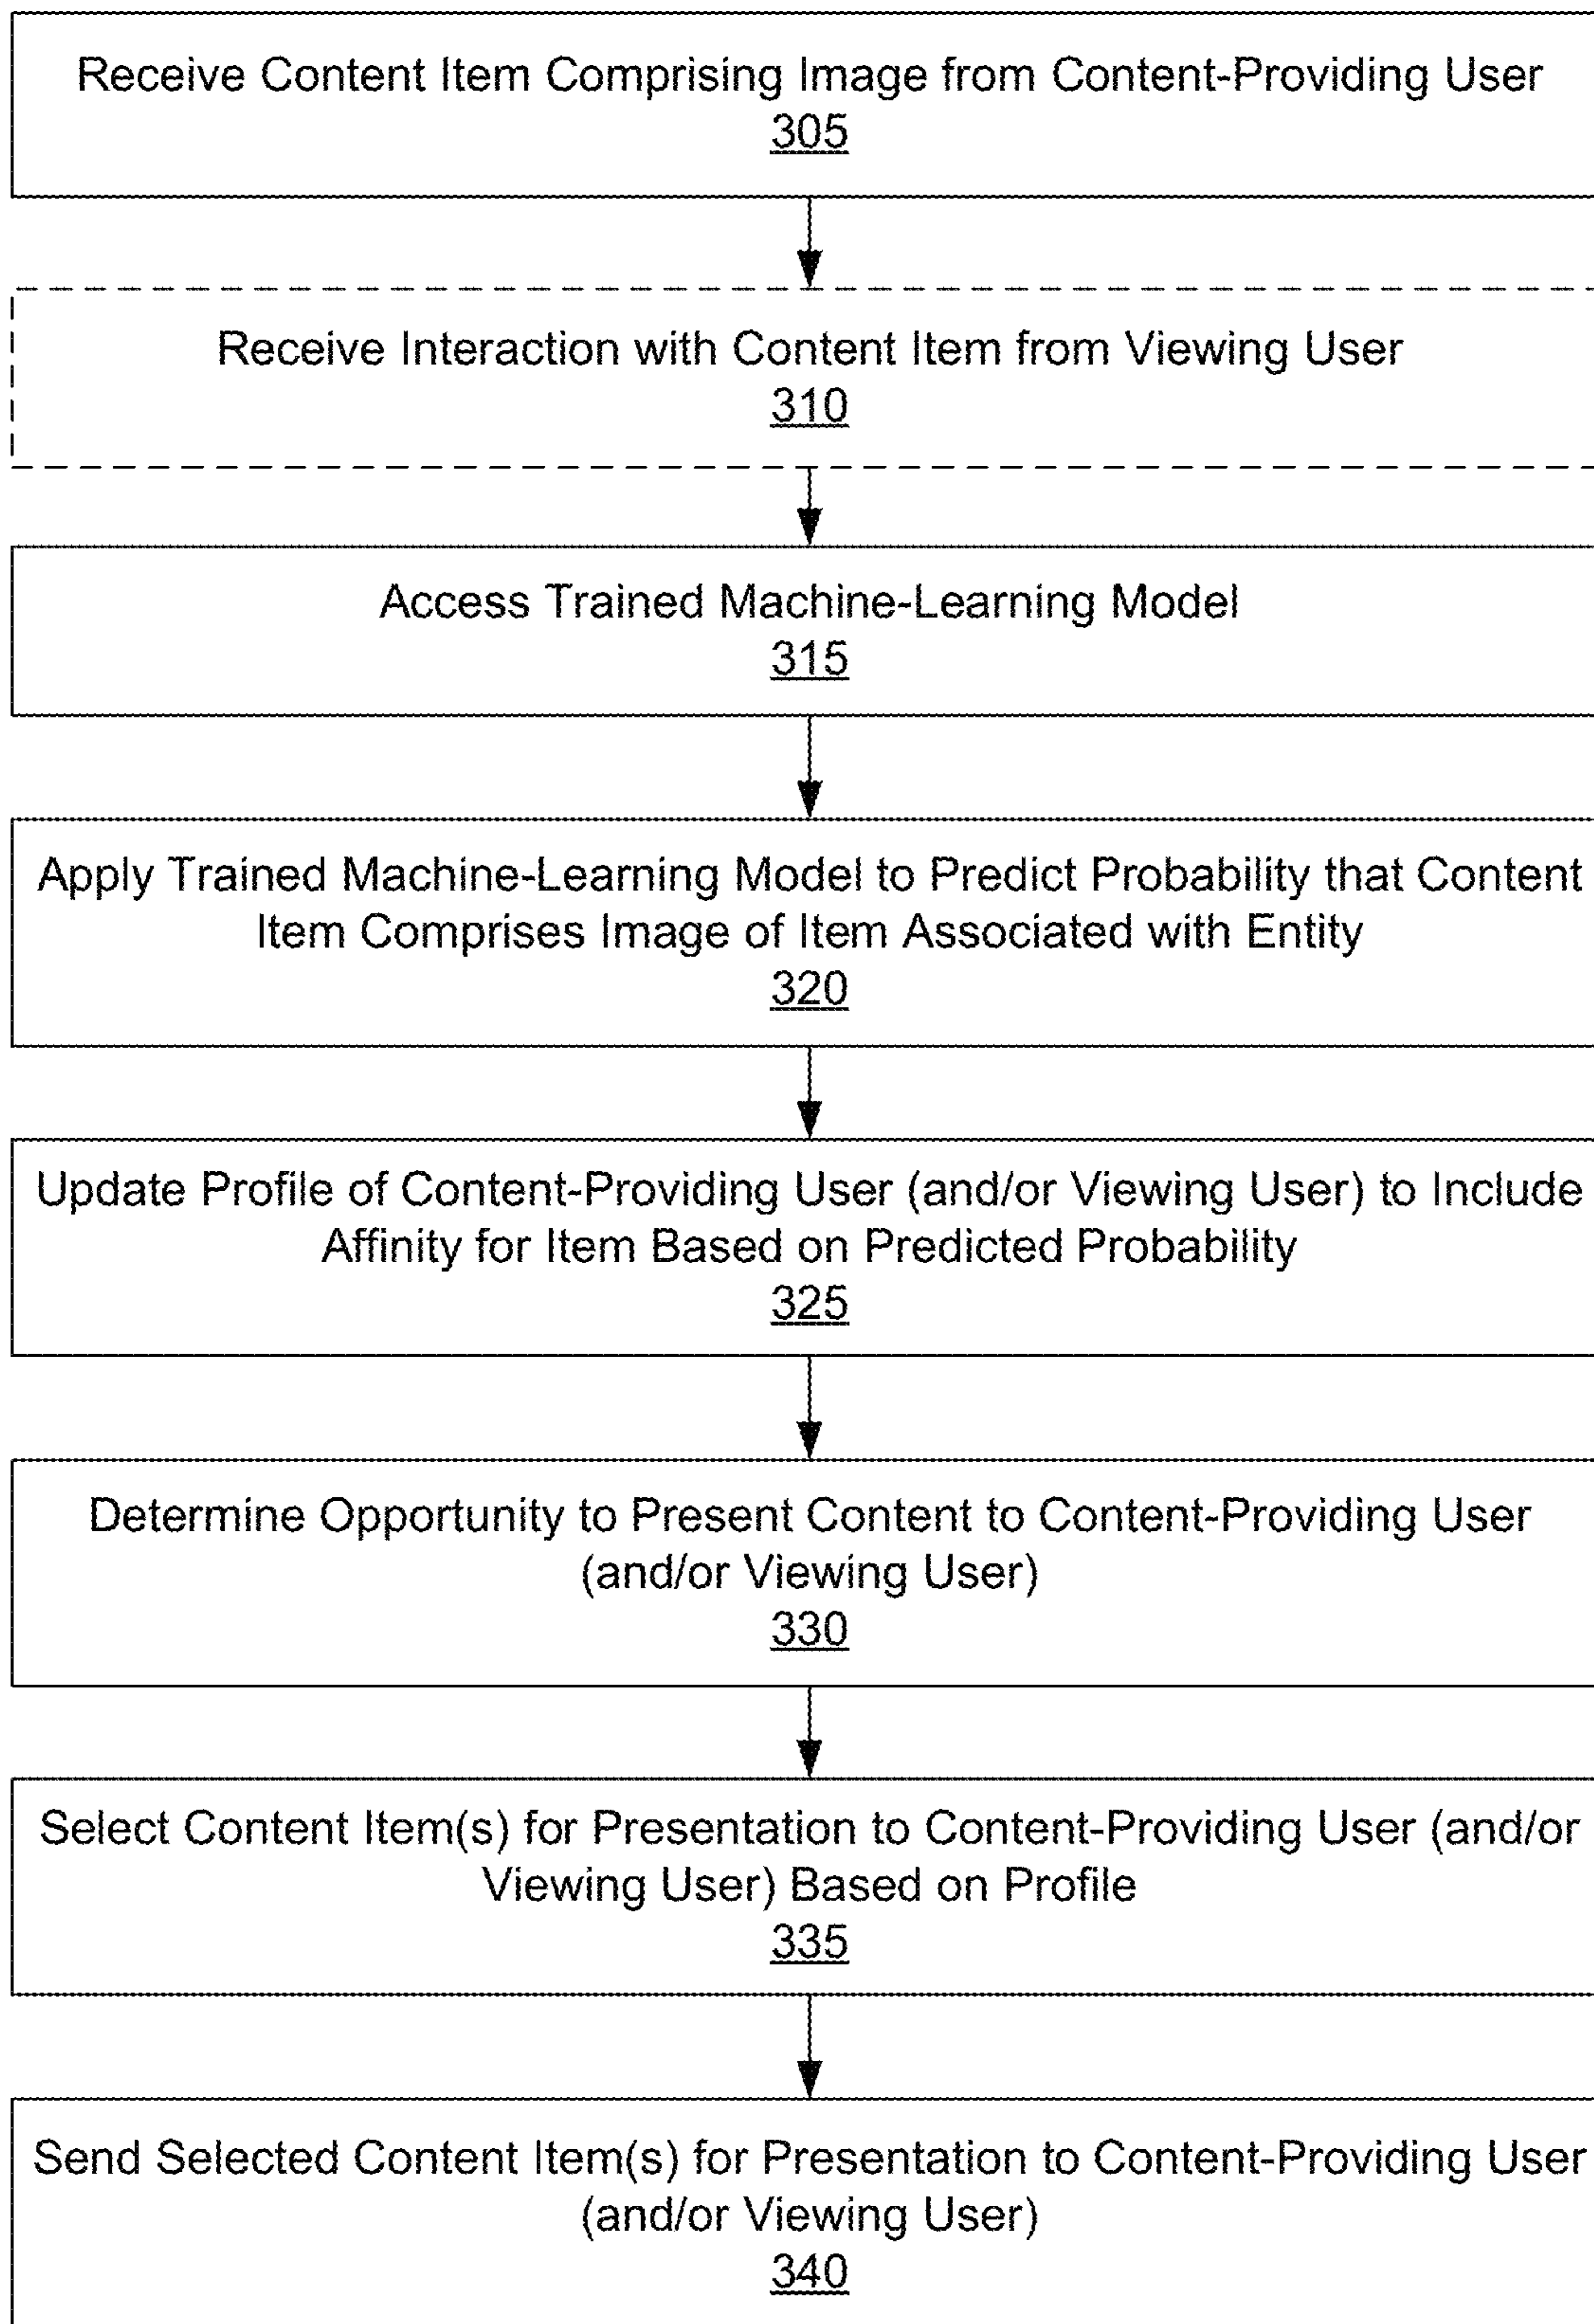 Receive Content Item Comprising Image from Content-Providing User
305
Receive Interaction with Content Item from Viewing User
310
Access Trained Machine-Learning Model
315
Apply Trained Machine-Learning Model to Predict Probability that Content
Item Comprises Image of Item Associated with Entity
320
Update Profile of Content-Providing User (and/or Viewing User) to Include
Affinity for Item Based on Predicted Probability
325
Determine Opportunity to Present Content to Content-Providing User
(and/or Viewing User)
330
Select Content Item(s) for Presentation to Content-Providing User (and/or
Viewing User) Based on Profile
335
Send Selected Content Item(s) for Presentation to Content-Providing User
(and/or Viewing User)
340